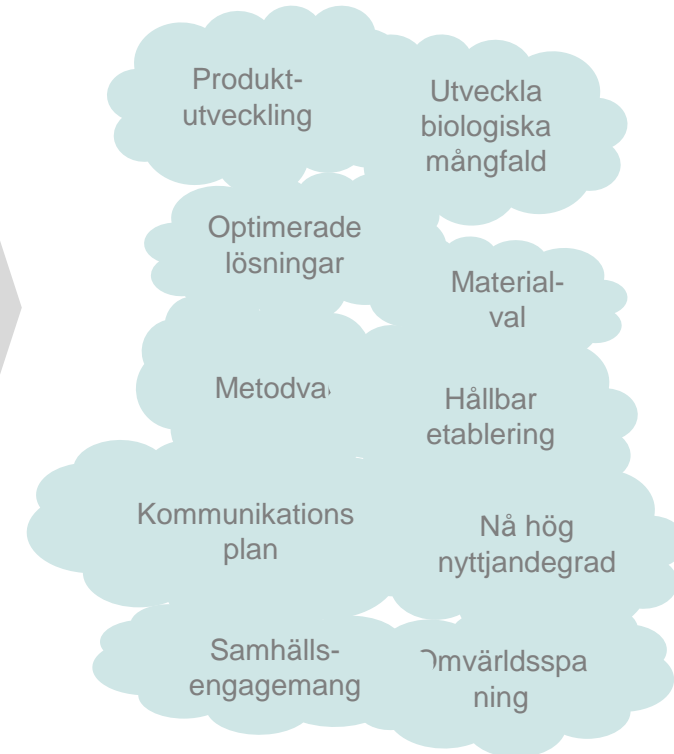 Produkt-
utveckling
Utveckla
biologiska
mångfald
Optimerade
lösningar
Material-
val
Metodval
Hållbar
etablering
Kommunikations
plan
Nå hög
nyttjandegrad
Samhälls-
engagemang
Omvärldsspa
ning